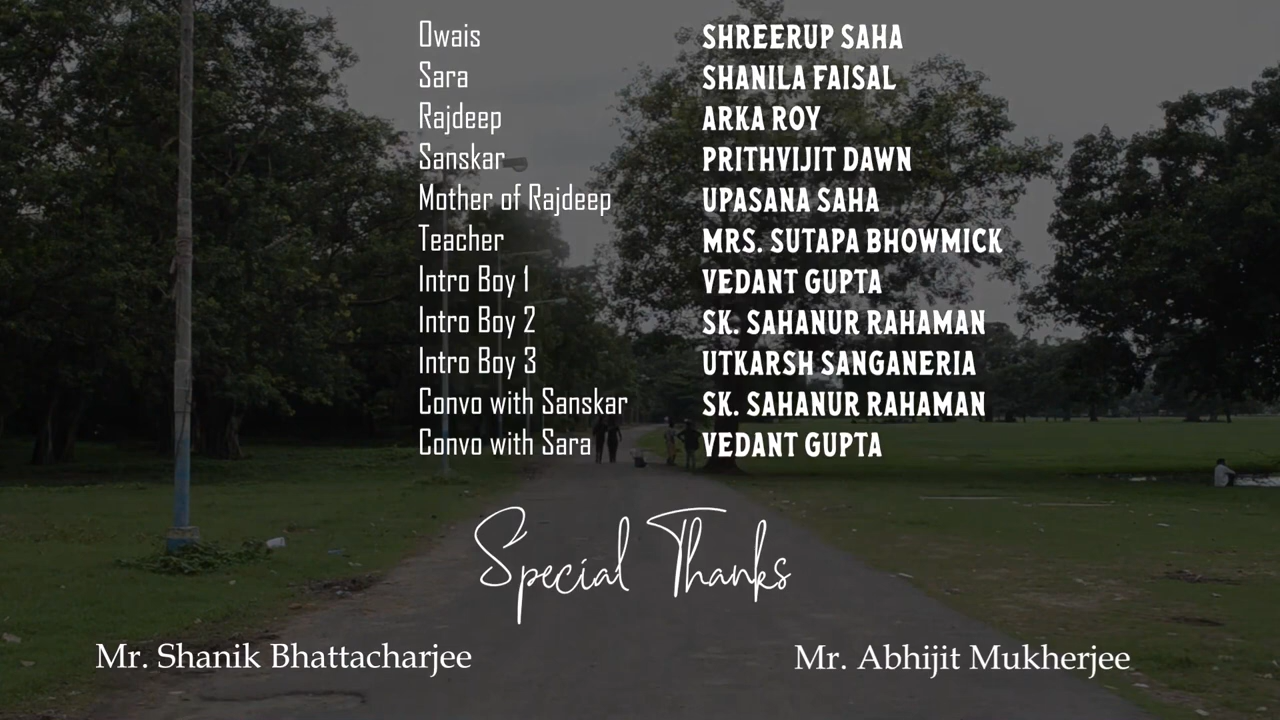 Owais SHREERUP SAHA
Sara SHANILA FAISAL
Rajdeep ARKA ROY
Sanskar PRITHVIJIT DAWN
Mother of Rajdeep UPASANA SAHA
Teacher MRS. SUTAPA BHOWMICK
Intro Boy 1 VEDANT GUPTA
Intro Boy 2 SK. SAHANUR RAHAMAN
Intro Boy 3 UTKARSH SANGANERIA
Convo with Sanskar SK. SAHANUR RAHAMAN
Convo with Sara VEDANT GUPTA
Special Thanks
Mr. Shanik Bhattacharjee Mr. Abhijit Mukherjee